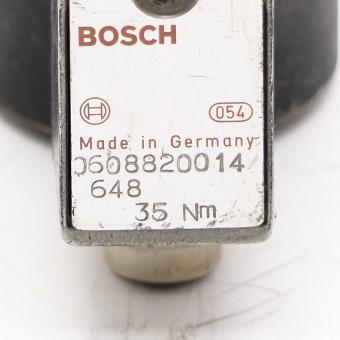 BOSCH
054
Made in Germany
0608820014
648
35 Nm